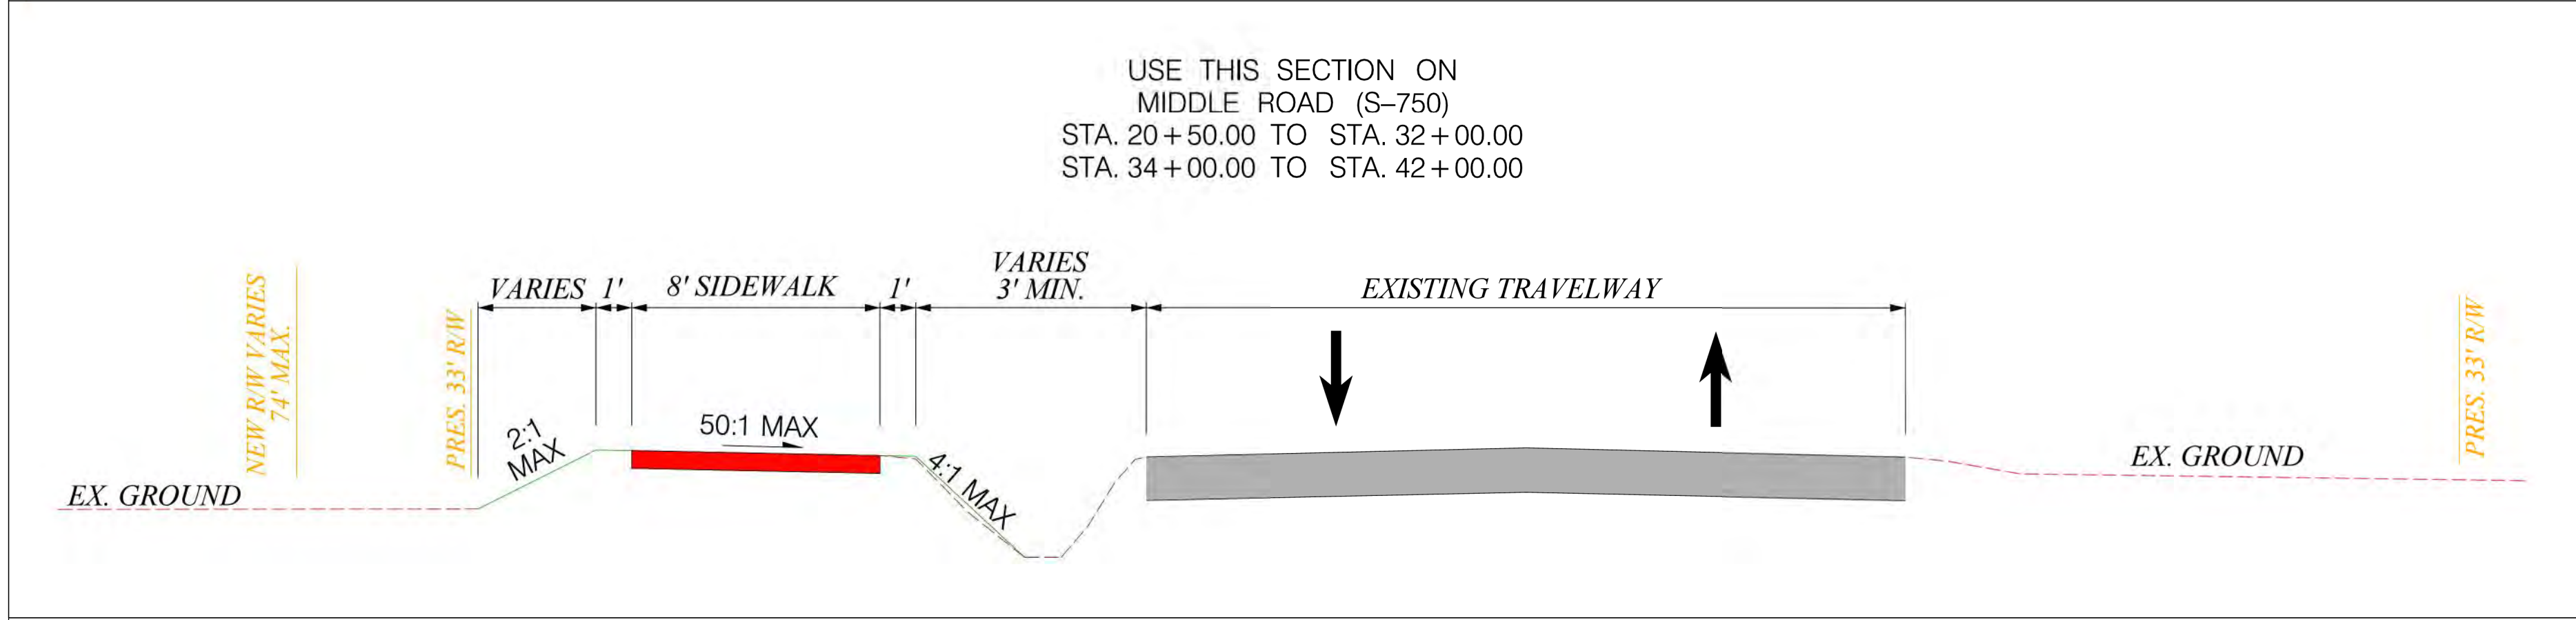 USE THIS SECTION ON
MIDDLE ROAD (S–750)
STA. 20+50.00 TO STA. 32+00.00
STA. 34+00.00 TO STA. 42+00.00
NEW R/W VARIES
74' MAX.
PRES. 33' R/W
VARIES
1'
8' SIDEWALK
1'
VARIES
3' MIN.
EXISTING TRAVELWAY
PRES. 33' R/W
2:1
MAX
50:1 MAX
4:1 MAX
EX. GROUND
EX. GROUND